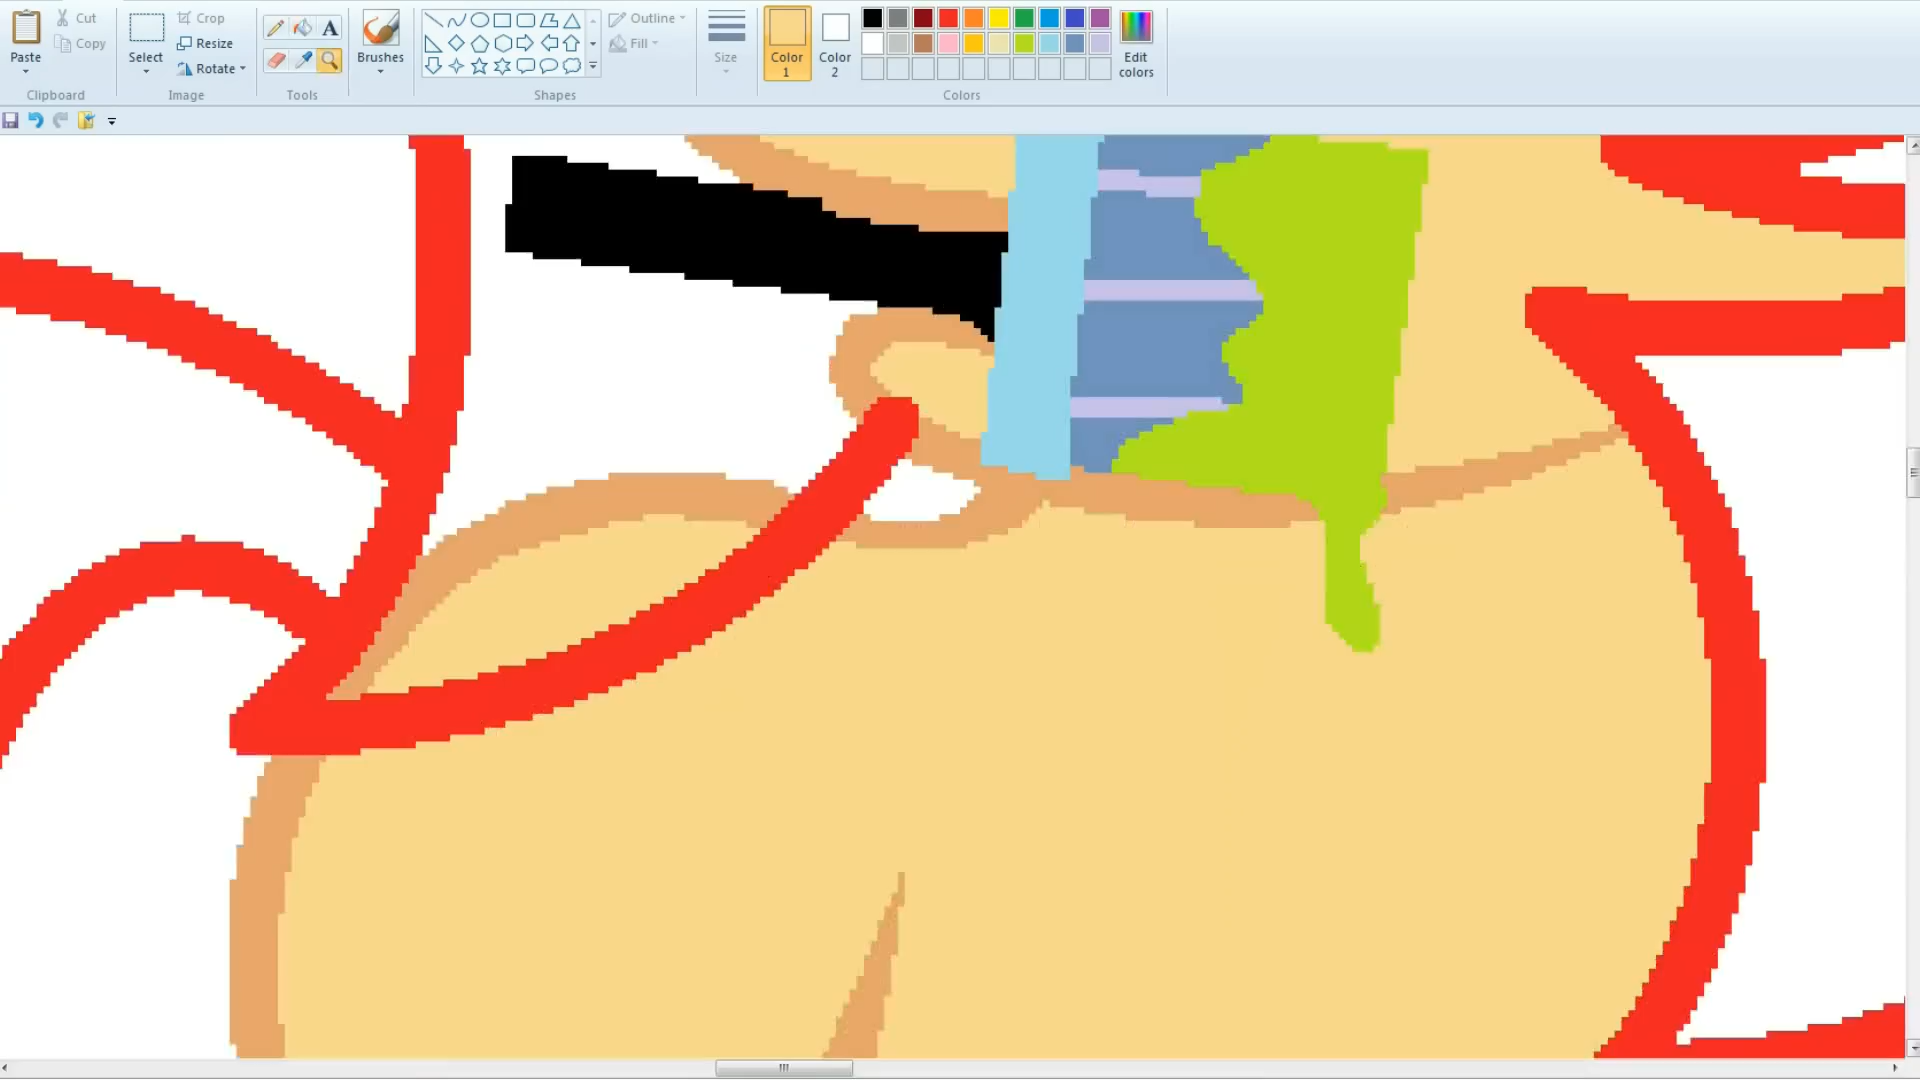 Paste
Cut
Copy
Clipboard
Select
Crop
Resize
Rotate
Image
A
Tools
Brushes
Outline
Fill
Shapes
Size
Color
1
Color
2
Edit
colors
Colors